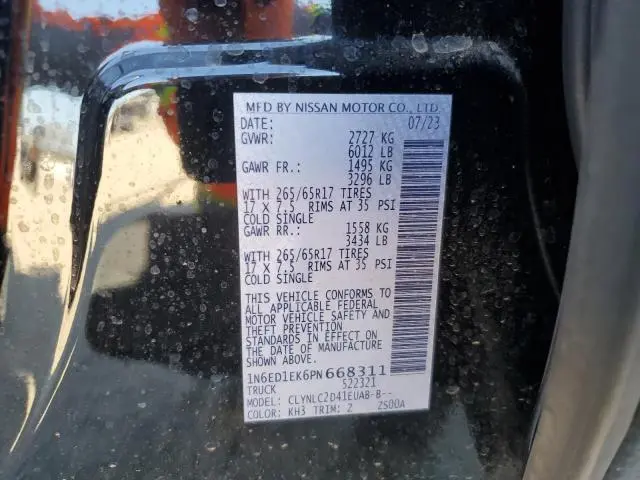 MFD BY NISSAN MOTOR CO., LTD.
DATE: 07/23
GVWR: 2727 KG
6012 LB
GAWR FR.: 1495 KG
3296 LB
WITH 265/65R17 TIRES
17 X 7.5 RIMS AT 35 PSI
COLD SINGLE
GAWR RR.: 1558 KG
3434 LB
WITH 265/65R17 TIRES
17 X 7.5 RIMS AT 35 PSI
COLD SINGLE
THIS VEHICLE CONFORMS TO
ALL APPLICABLE FEDERAL
MOTOR VEHICLE SAFETY AND
THEFT PREVENTION
STANDARDS IN EFFECT ON
THE DATE OF MANUFACTURE
SHOWN ABOVE.
1N6ED1EK6PN668311
TRUCK 522321
MODEL: CLYNLC2D41EUAB-B--
COLOR: KH3 TRIM: Z ZS00A